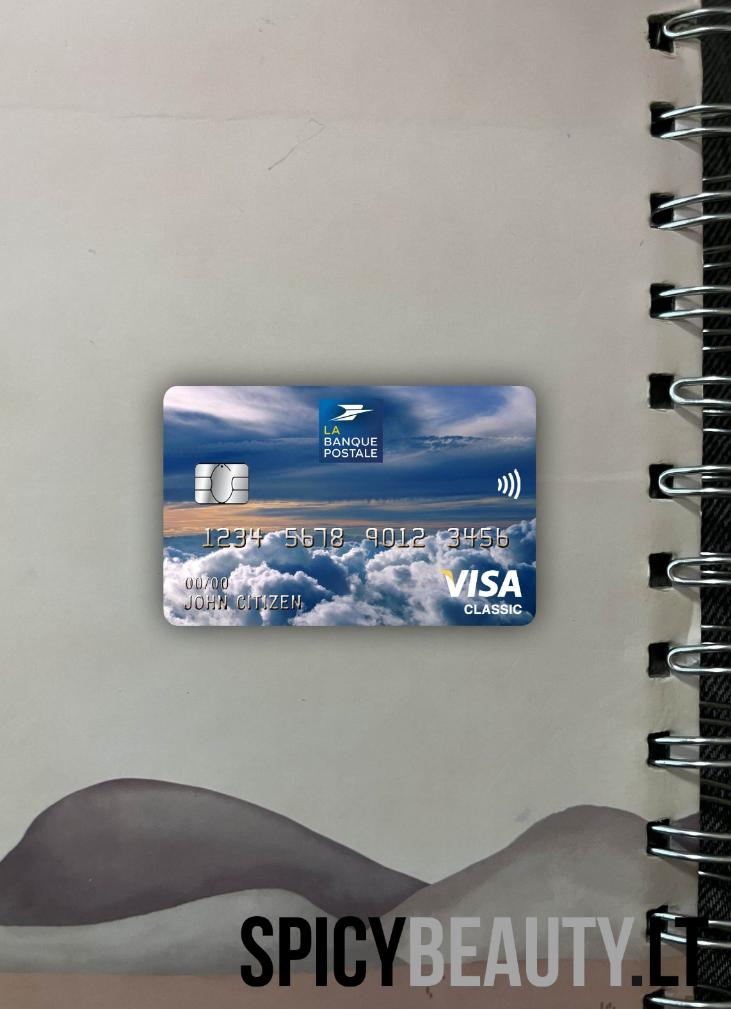 LA
BANQUE
POSTALE
1234 5678 9012 3456
00/00
JOHN CITIZEN
VISA
CLASSIC
SPICYBEAUTY.LT